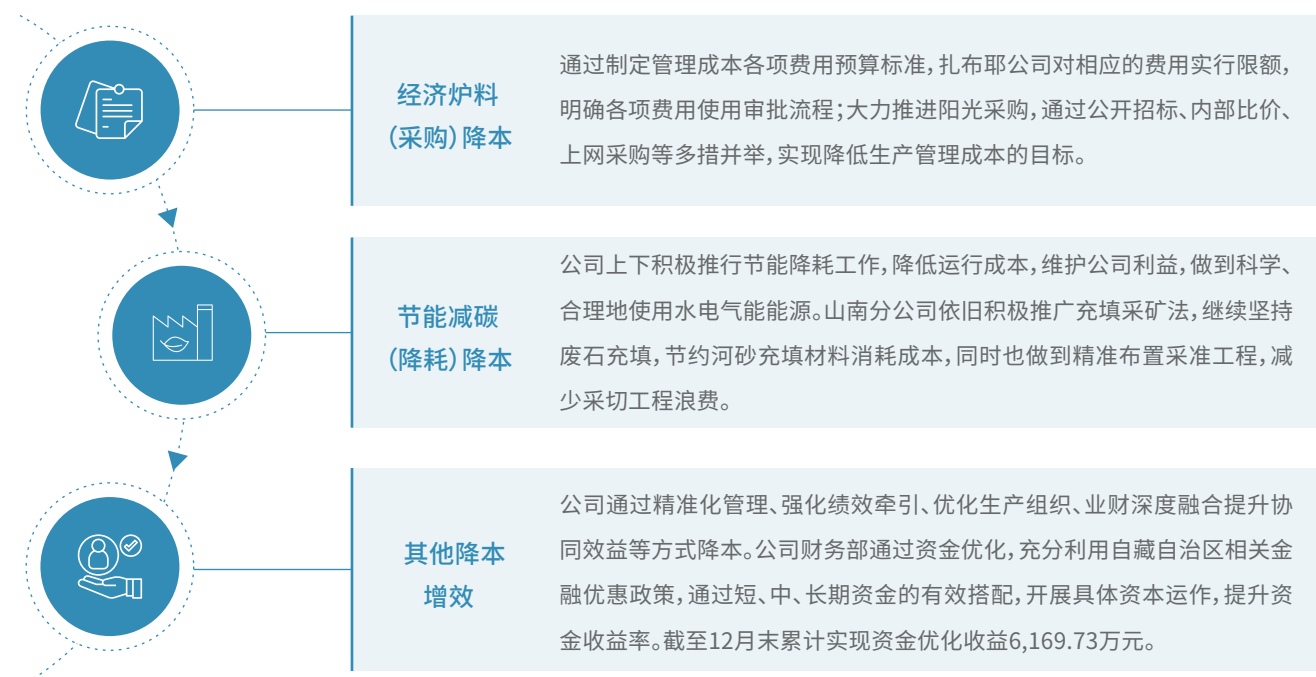 经济炉料
（采购）降本
通过制定管理成本各项费用预算标准，扎布耶公司对相应的费用实行限额，
明确各项费用使用审批流程；大力推进阳光采购，通过公开招标、内部比价、
上网采购等多措并举，实现降低生产管理成本的目标。
节能减碳
（降耗）降本
公司上下积极推行节能降耗工作，降低运行成本，维护公司利益，做到科学、
合理地使用水电气能能源。山南分公司依旧积极推广充填采矿法，继续坚持
废石充填，节约河砂充填材料消耗成本，同时也做到精准布置采准工程，减
少采切工程浪费。
其他降本
增效
公司通过精准化管理、强化绩效牵引、优化生产组织、业财深度融合提升协
同效益等方式降本。公司财务部通过资金优化，充分利用自藏自治区相关金
融优惠政策，通过短、中、长期资金的有效搭配，开展具体资本运作，提升资
金收益率。截至12月末累计实现资金优化收益6,169.73万元。